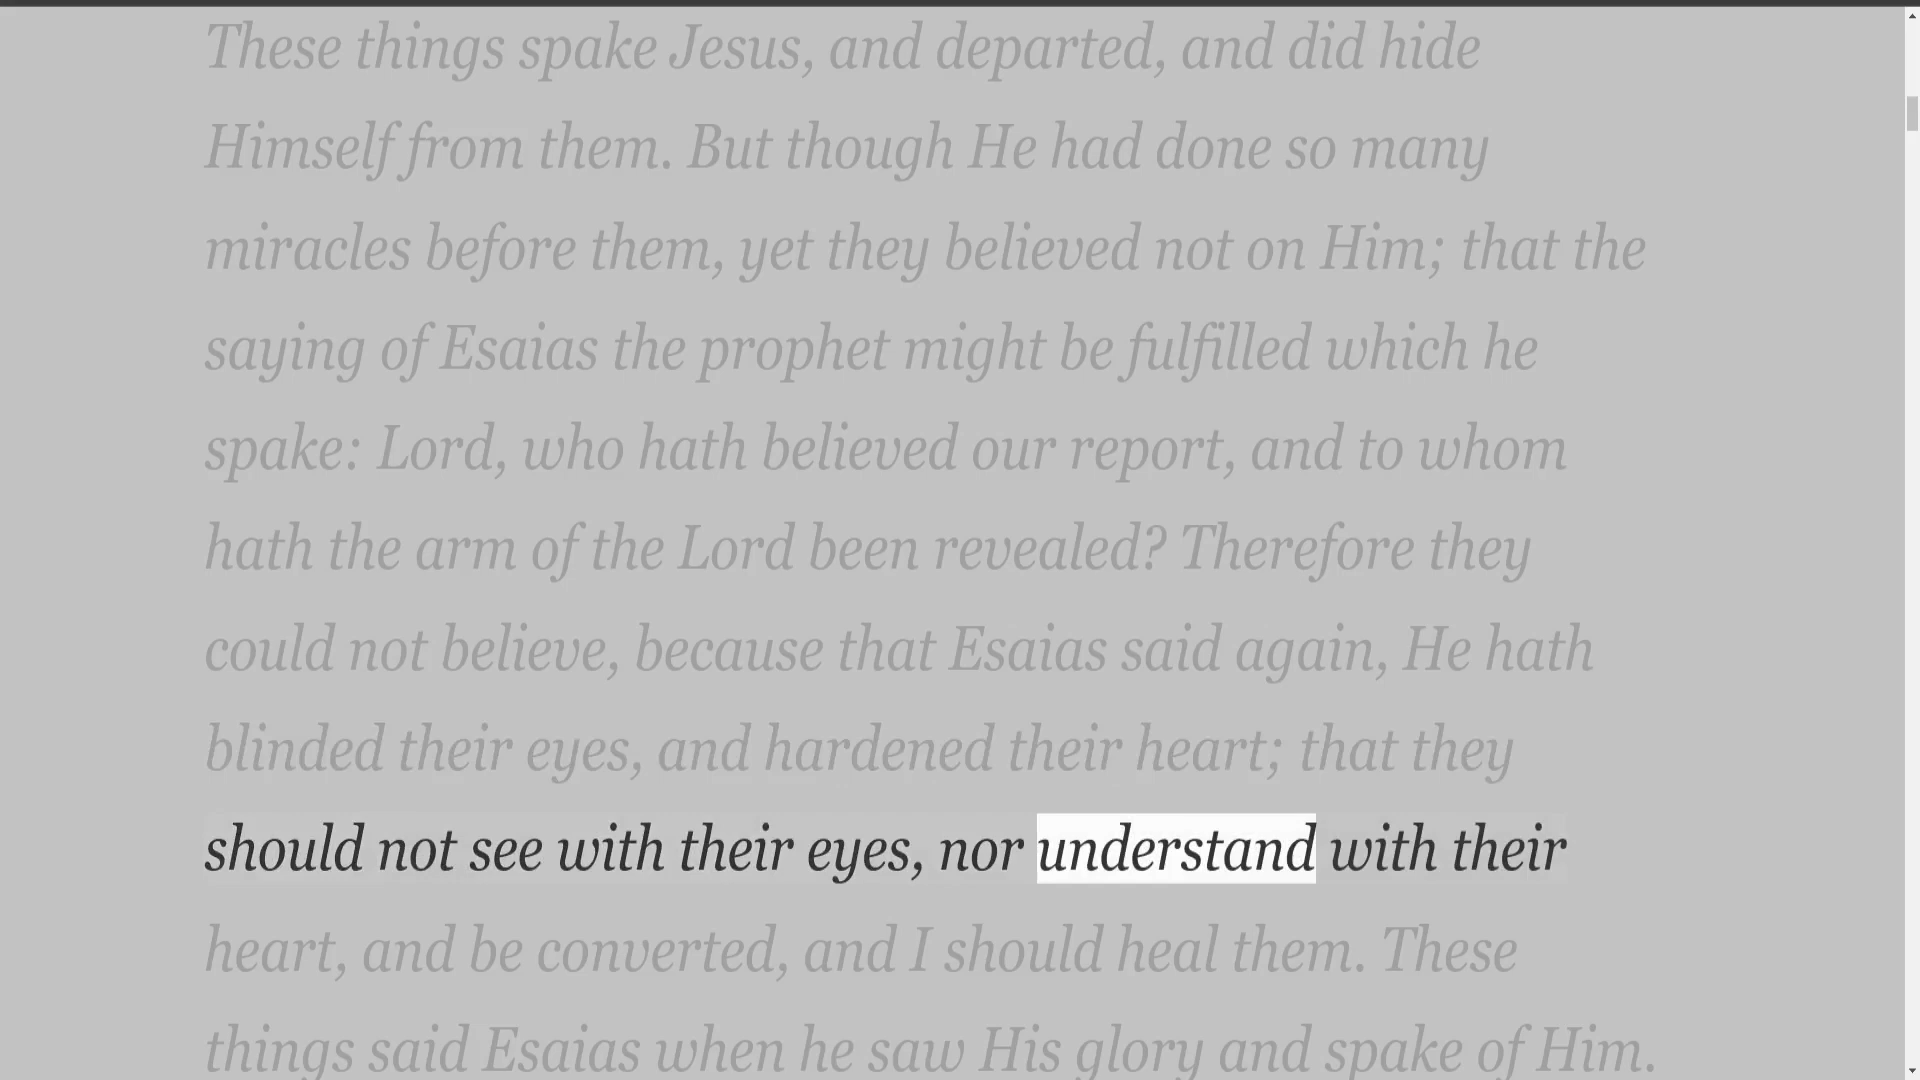 These things spake Jesus, and departed, and did hide
Himself from them. But though He had done so many
miracles before them, yet they believed not on Him; that the
saying of Esaias the prophet might be fulfilled which he
spake: Lord, who hath believed our report, and to whom
hath the arm of the Lord been revealed? Therefore they
could not believe, because that Esaias said again, He hath
blinded their eyes, and hardened their heart; that they
should not see with their eyes, nor understand with their
heart, and be converted, and I should heal them. These
things said Esaias when he saw His glory and spake of Him.